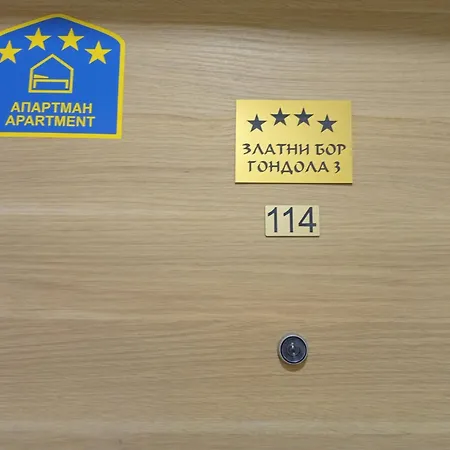 АПАРТМАН
APARTMENT
ЗЛАТНИ БОР
ГОНДОЛА 3
114